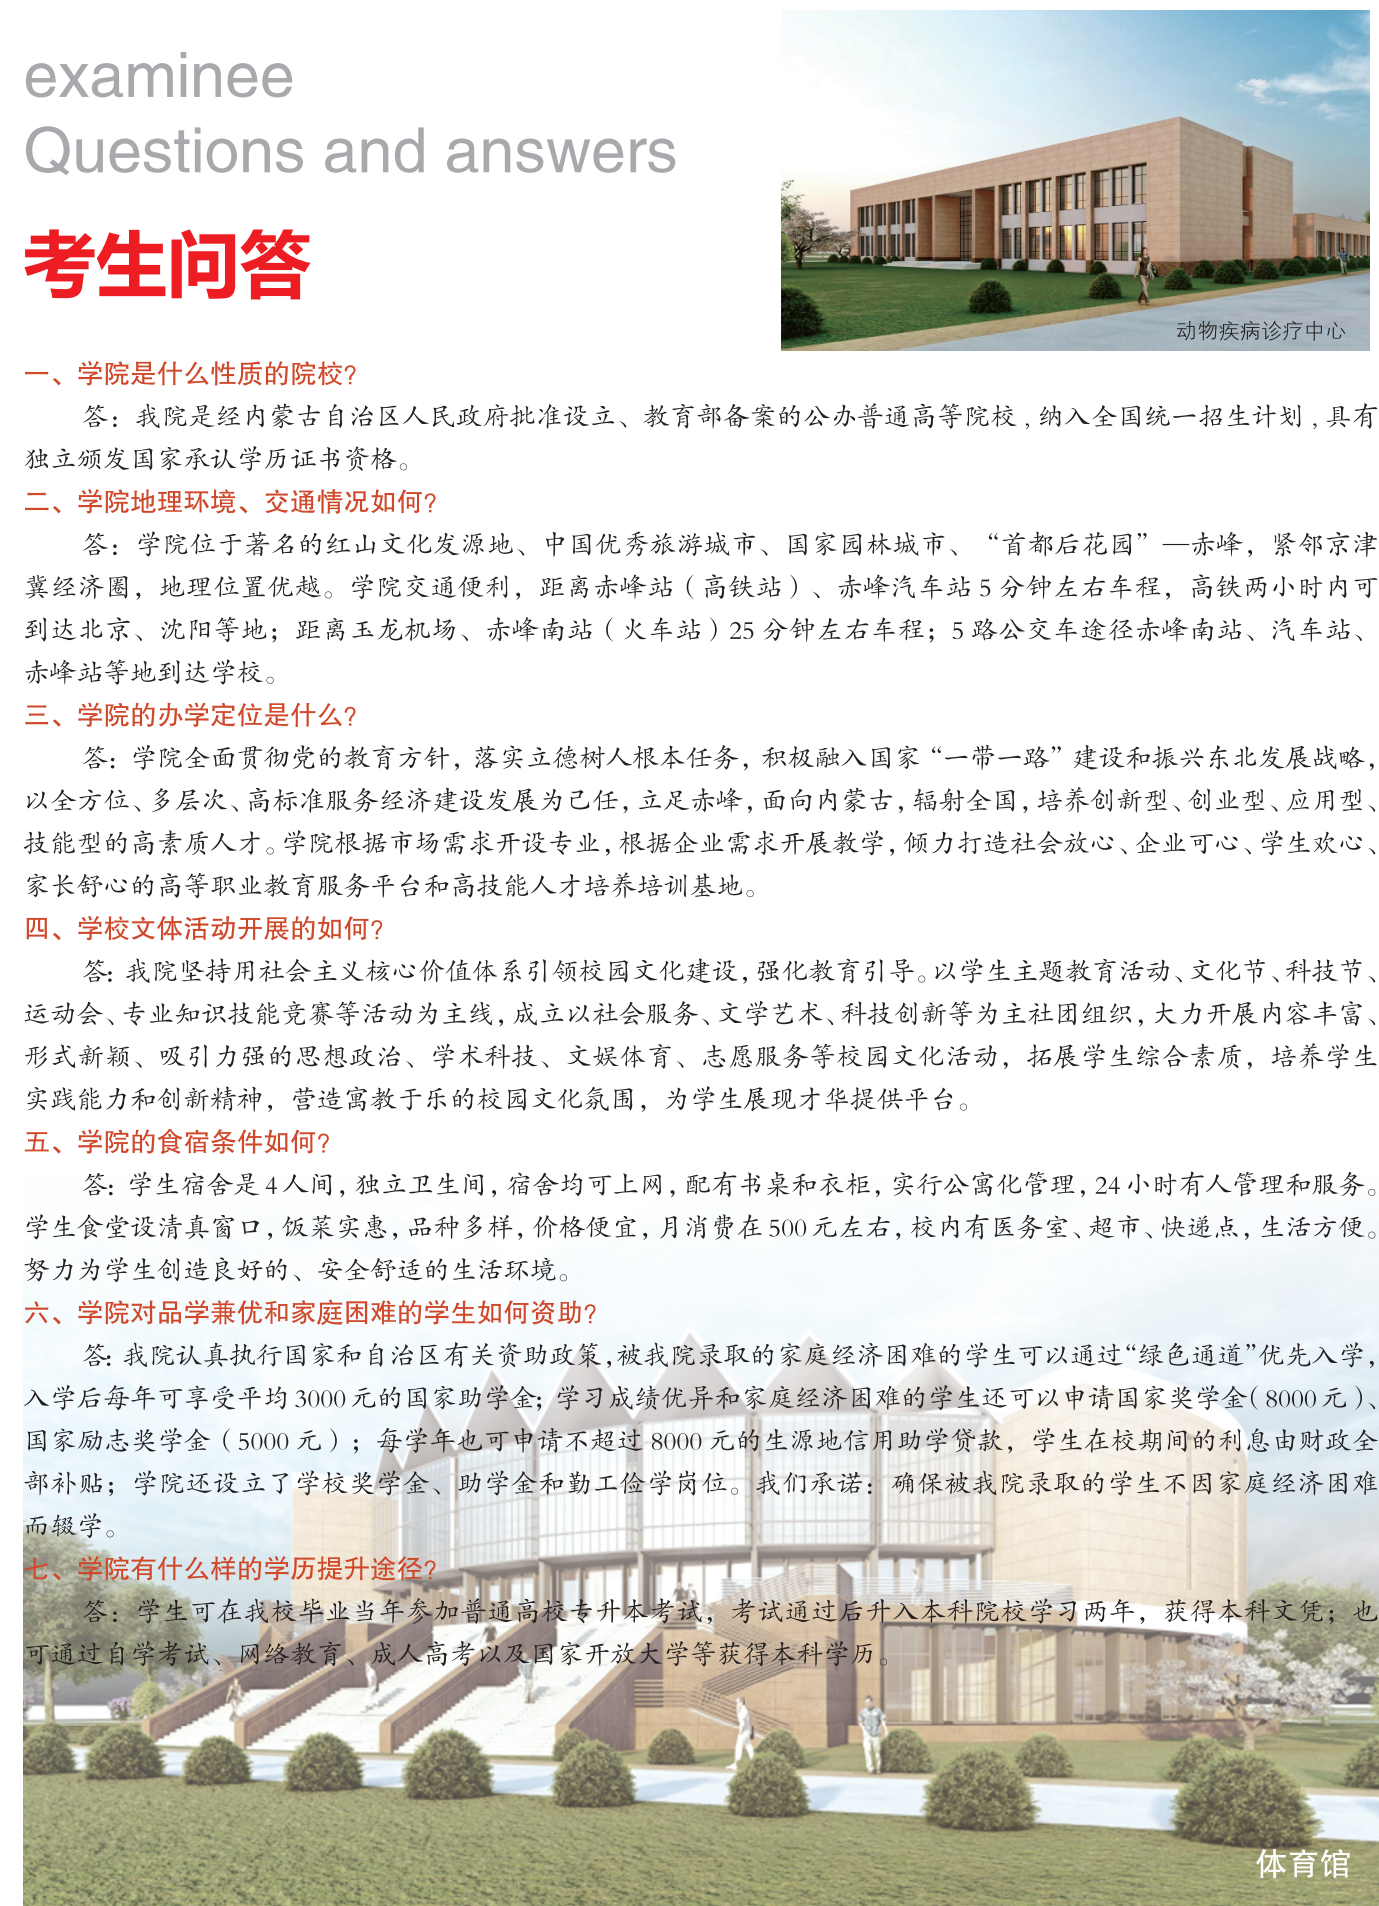 examinee
Questions and answers
考生问答
动物疾病诊疗中心
一、学院是什么性质的院校？
答：我院是经内蒙古自治区人民政府批准设立、教育部备案的公办普通高等院校，纳入全国统一招生计划，具有
独立颁发国家承认学历证书资格。
二、学院地理环境、交通情况如何？
答：学院位于著名的红山文化发源地、中国优秀旅游城市、国家园林城市、“首都后花园”—赤峰，紧邻京津
冀经济圈，地理位置优越。学院交通便利，距离赤峰站（高铁站）、赤峰汽车站 5 分钟左右车程，高铁两小时内可
到达北京、沈阳等地；距离玉龙机场、赤峰南站（火车站）25 分钟左右车程；5 路公交车途径赤峰南站、汽车站、
赤峰站等地到达学校。
三、学院的办学定位是什么？
答：学院全面贯彻党的教育方针，落实立德树人根本任务，积极融入国家“一带一路”建设和振兴东北发展战略，
以全方位、多层次、高标准服务经济建设发展为己任，立足赤峰，面向内蒙古，辐射全国，培养创新型、创业型、应用型、
技能型的高素质人才。学院根据市场需求开设专业，根据企业需求开展教学，倾力打造社会放心、企业可心、学生欢心、
家长舒心的高等职业教育服务平台和高技能人才培养培训基地。
四、学校文体活动开展的如何？
答：我院坚持用社会主义核心价值体系引领校园文化建设，强化教育引导。以学生主题教育活动、文化节、科技节、
运动会、专业知识技能竞赛等活动为主线，成立以社会服务、文学艺术、科技创新等为主社团组织，大力开展内容丰富、
形式新颖、吸引力强的思想政治、学术科技、文娱体育、志愿服务等校园文化活动，拓展学生综合素质，培养学生
实践能力和创新精神，营造寓教于乐的校园文化氛围，为学生展现才华提供平台。
五、学院的食宿条件如何？
答：学生宿舍是 4 人间，独立卫生间，宿舍均可上网，配有书桌和衣柜，实行公寓化管理，24 小时有人管理和服务。
学生食堂设清真窗口，饭菜实惠，品种多样，价格便宜，月消费在 500 元左右，校内有医务室、超市、快递点，生活方便。
努力为学生创造良好的、安全舒适的生活环境。
六、学院对品学兼优和家庭困难的学生如何资助？
答：我院认真执行国家和自治区有关资助政策，被我院录取的家庭经济困难的学生可以通过“绿色通道”优先入学，
入学后每年可享受平均 3000 元的国家助学金；学习成绩优异和家庭经济困难的学生还可以申请国家奖学金（8000 元）、
国家励志奖学金（5000 元）；每学年也可申请不超过 8000 元的生源地信用助学贷款，学生在校期间的利息由财政全
部补贴；学院还设立了学校奖学金、助学金和勤工俭学岗位。我们承诺：确保被我院录取的学生不因家庭经济困难
而辍学。
七、学院有什么样的学历提升途径？
答：学生可在我校毕业当年参加普通高校专升本考试，考试通过后升入本科院校学习两年，获得本科文凭；也
可通过自学考试、网络教育、成人高考以及国家开放大学等获得本科学历。
体育馆